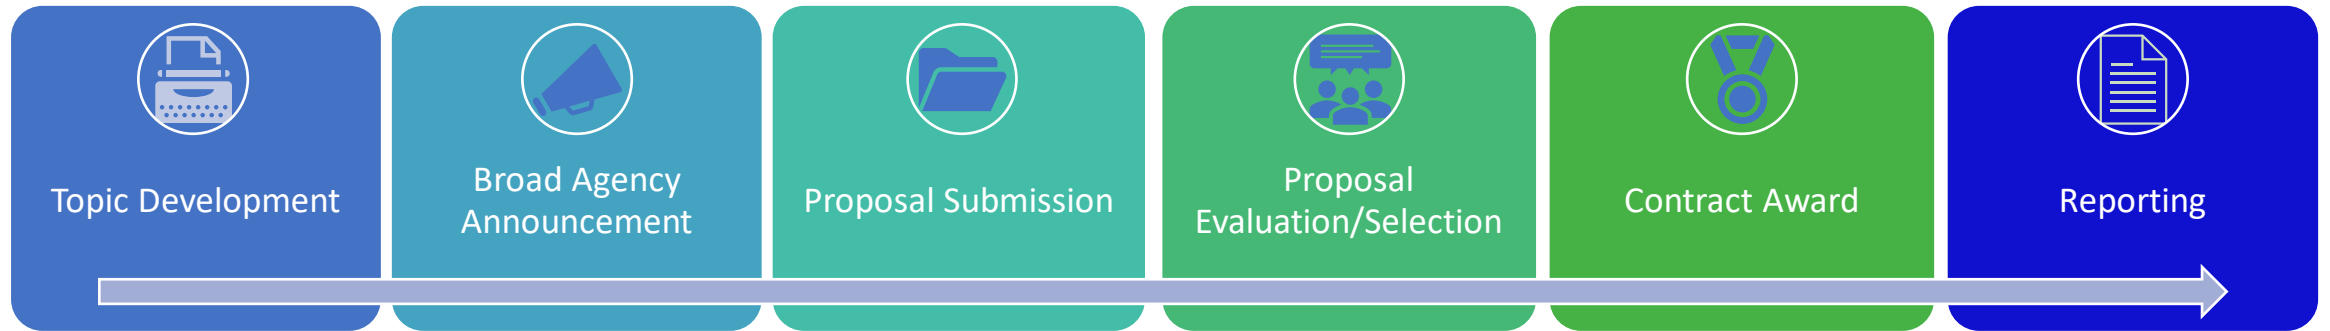 Topic Development
Broad Agency
Announcement
Proposal Submission
Proposal
Evaluation/Selection
Contract Award
Reporting